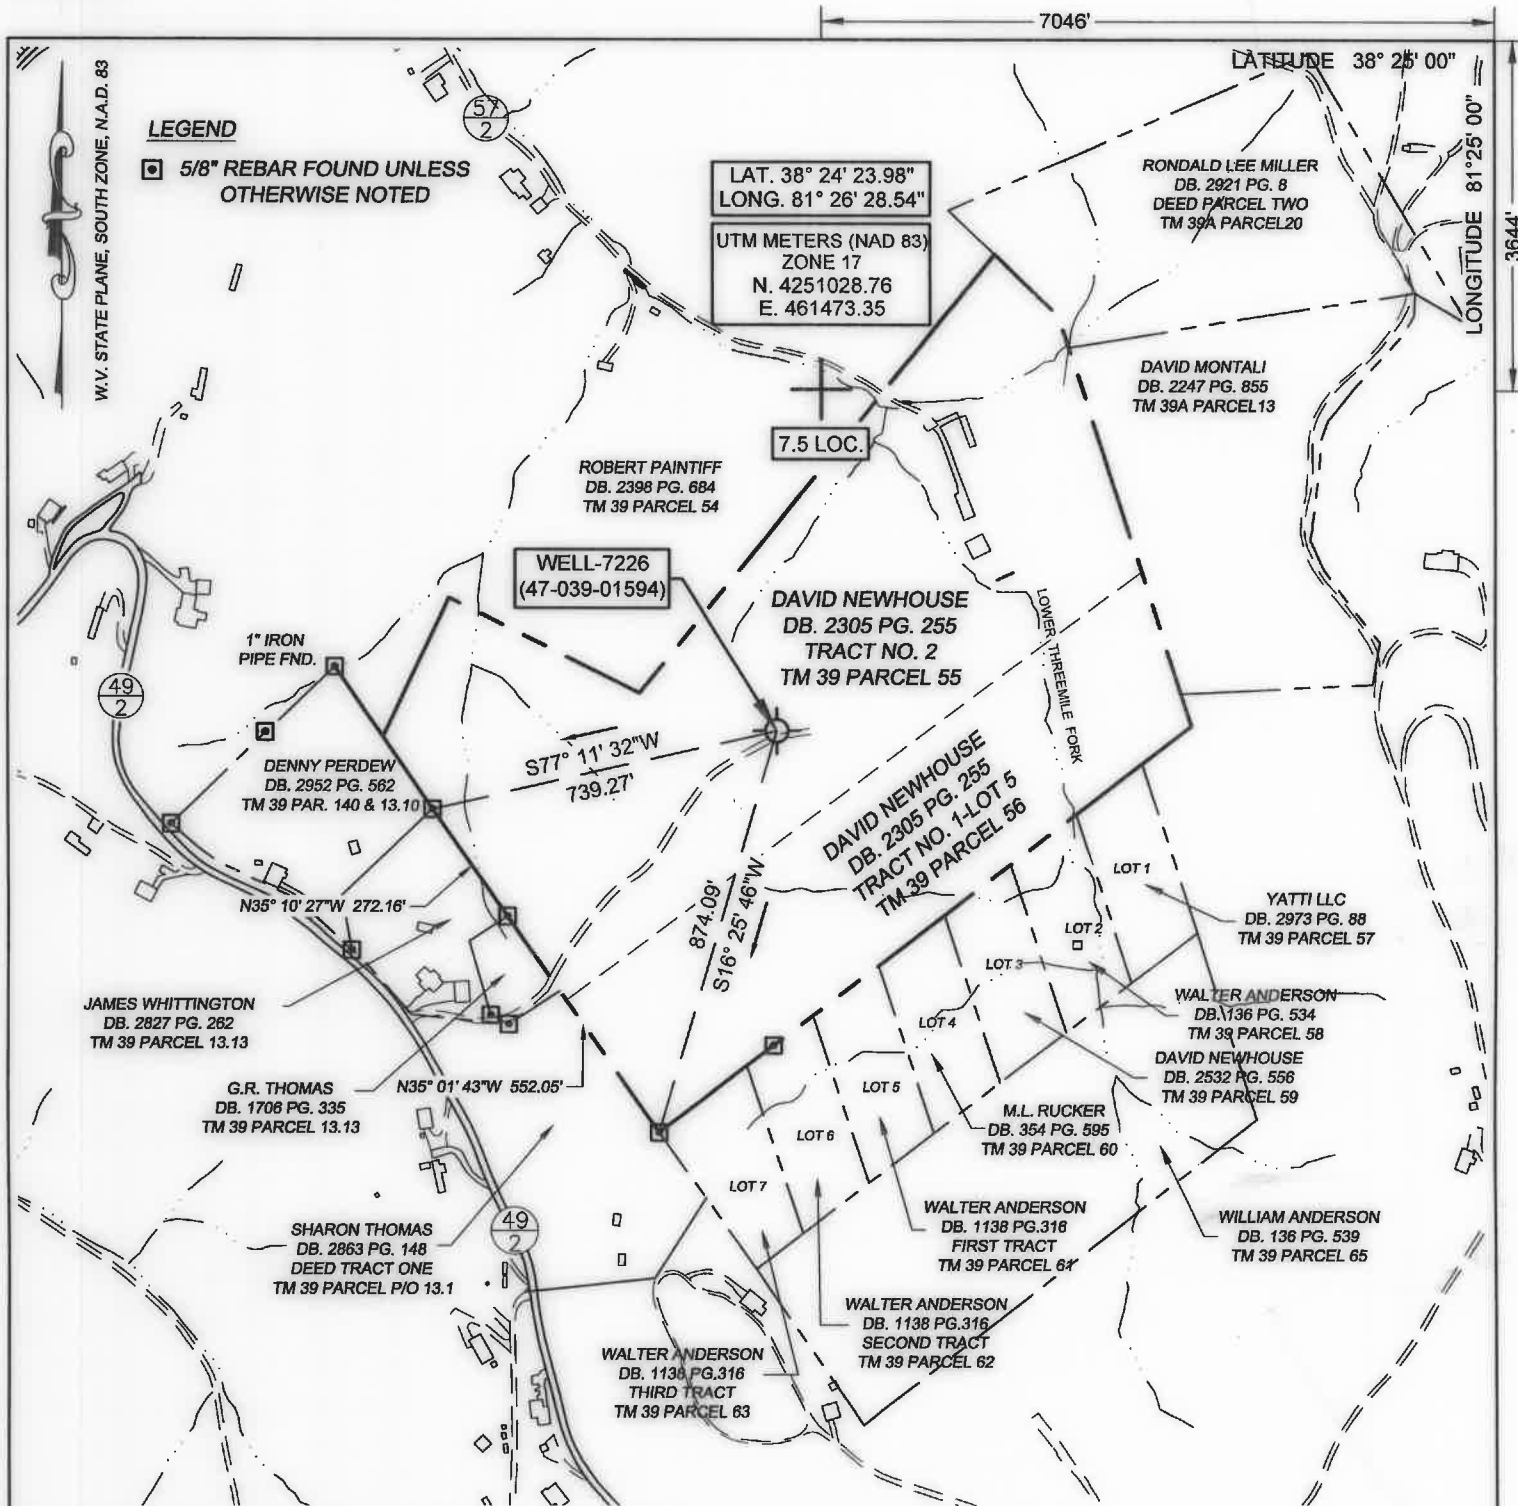 7046'
LATITUDE 38° 25' 00"
LONGITUDE 81°25' 00"
3644'
W.V. STATE PLANE, SOUTH ZONE, N.A.D. 83
LEGEND
5/8" REBAR FOUND UNLESS
OTHERWISE NOTED
57
2
LAT. 38° 24' 23.98"
LONG. 81° 26' 28.54"
UTM METERS (NAD 83)
ZONE 17
N. 4251028.76
E. 461473.35
RONDALD LEE MILLER
DB. 2921 PG. 8
DEED PARCEL TWO
TM 39A PARCEL20
DAVID MONTALI
DB. 2247 PG. 855
TM 39A PARCEL13
7.5 LOC.
ROBERT PAINTIFF
DB. 2398 PG. 684
TM 39 PARCEL 54
WELL-7226
(47-039-01594)
DAVID NEWHOUSE
DB. 2305 PG. 255
TRACT NO. 2
TM 39 PARCEL 55
LOWER THREEMILE FORK
1" IRON
PIPE FND.
49
2
DENNY PERDEW
DB. 2952 PG. 562
TM 39 PAR. 140 & 13.10
S77° 11' 32"W
739.27'
DAVID NEWHOUSE
DB. 2305 PG. 255
TRACT NO. 1-LOT 5
TM 39 PARCEL 56
N35° 10' 27"W 272.16'
874.09'
S16° 25' 46"W
LOT 1
YATTI LLC
DB. 2973 PG. 88
TM 39 PARCEL 57
LOT 2
LOT 3
WALTER ANDERSON
DB. 136 PG. 534
TM 39 PARCEL 58
LOT 4
JAMES WHITTINGTON
DB. 2827 PG. 262
TM 39 PARCEL 13.13
DAVID NEWHOUSE
DB. 2532 PG. 556
TM 39 PARCEL 59
G.R. THOMAS
DB. 1706 PG. 335
TM 39 PARCEL 13.13
N35° 01' 43"W 552.05'
LOT 5
M.L. RUCKER
DB. 354 PG. 595
TM 39 PARCEL 60
LOT 6
LOT 7
WALTER ANDERSON
DB. 1138 PG.316
FIRST TRACT
TM 39 PARCEL 61
WILLIAM ANDERSON
DB. 136 PG. 539
TM 39 PARCEL 65
SHARON THOMAS
DB. 2863 PG. 148
DEED TRACT ONE
TM 39 PARCEL P/O 13.1
49
2
WALTER ANDERSON
DB. 1138 PG.316
SECOND TRACT
TM 39 PARCEL 62
WALTER ANDERSON
DB. 1138 PG.316
THIRD TRACT
TM 39 PARCEL 63